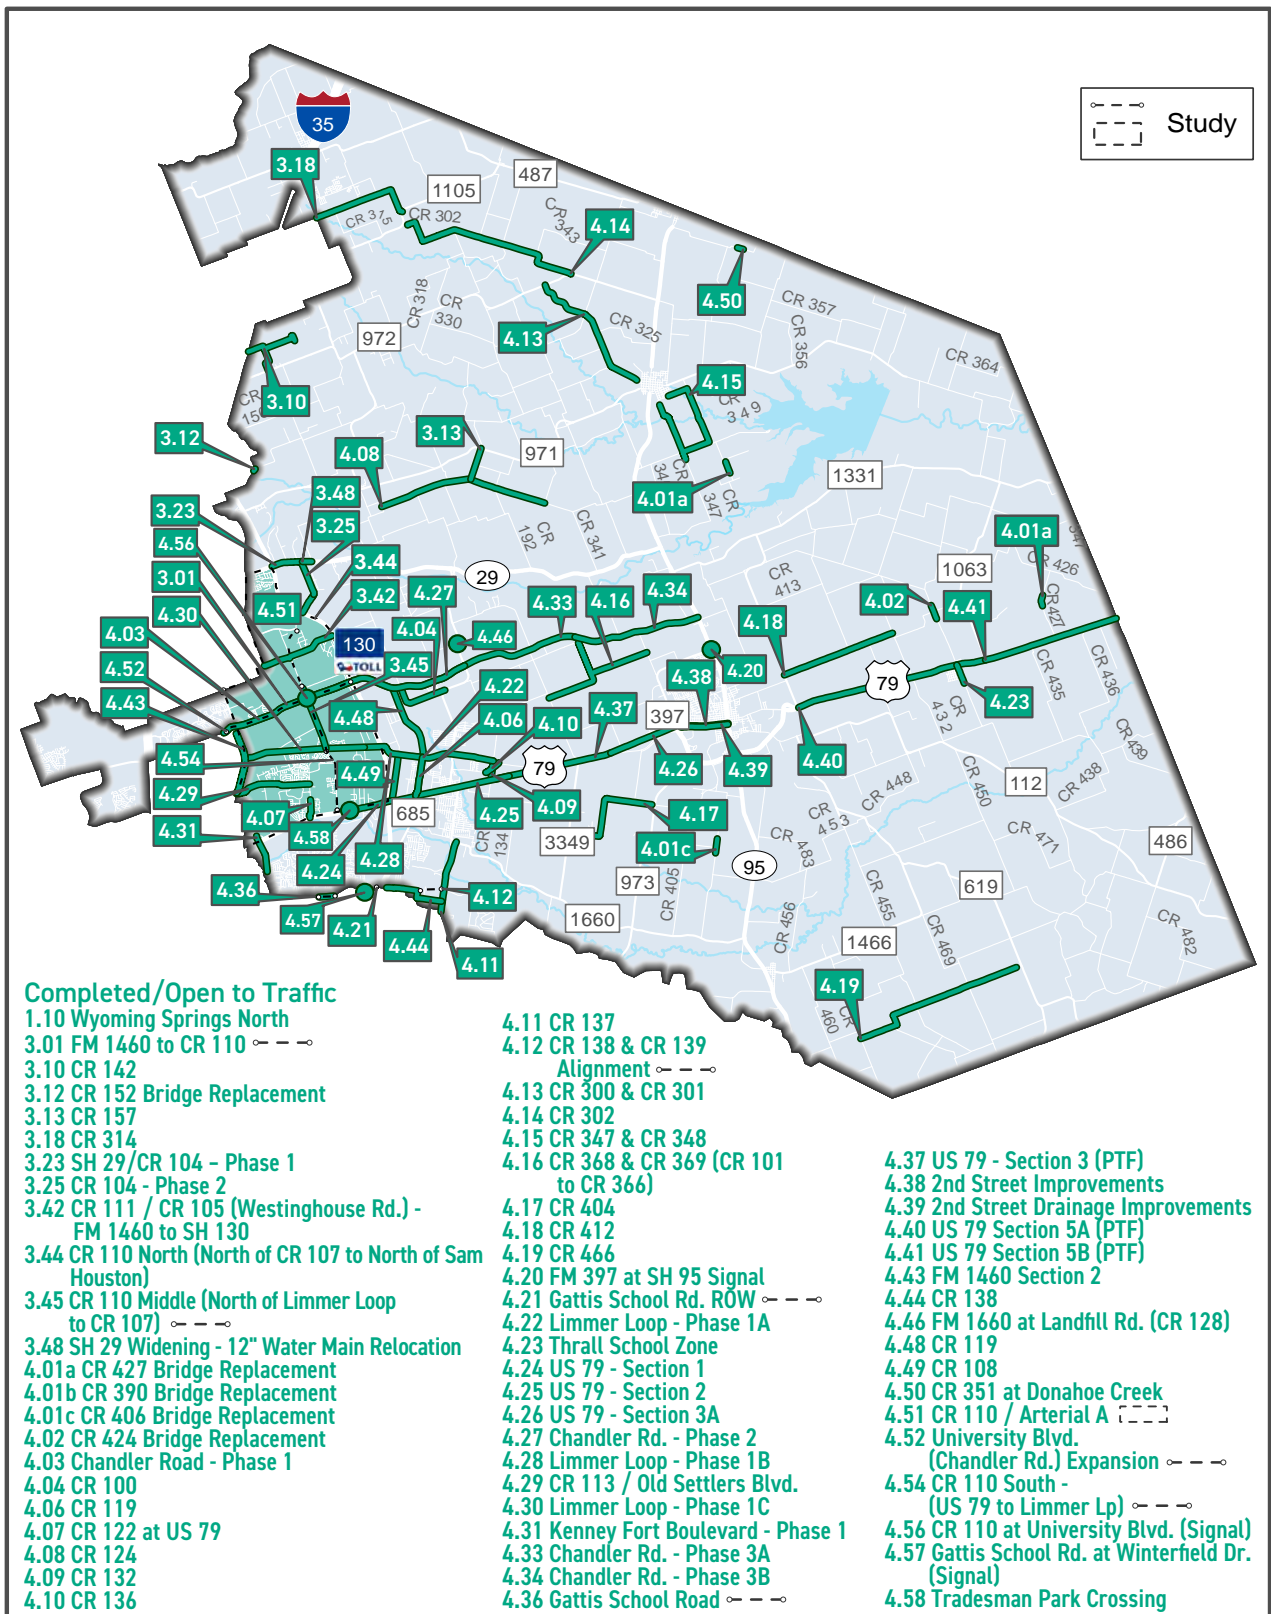 35
Study
3.18
1105
487
CR 315
CR 302
CR 343
4.14
4.50
CR 357
CR 318
CR 330
CR 325
CR 356
972
4.13
CR 364
4.15
CR 349
CR 150
3.10
3.13
971
3.12
4.08
CR 347
4.01a
1331
3.48
3.23
3.25
4.56
CR 192
CR 341
4.01a
CR 426
1063
3.44
3.01
29
CR 413
4.02
4.41
CR 427
4.51
3.42
4.27
4.33
4.16
4.34
4.30
4.03
130
TOLL
4.04
4.46
4.18
4.20
4.52
3.45
4.22
4.38
79
CR 435
CR 436
4.43
4.48
4.06
4.10
4.37
397
CR 432
4.23
CR 439
4.54
4.49
79
4.26
4.39
4.40
4.29
CR 448
CR 450
112
CR 438
4.07
4.58
685
4.25
4.09
4.17
CR 453
CR 471
4.31
4.24
4.28
CR 134
3349
4.01c
CR 483
486
95
4.36
4.12
973
CR 405
CR 455
619
4.57
4.21
4.44
1660
CR 456
CR 482
4.11
1466
CR 469
4.19
CR 460
Completed/Open to Traffic
1.10 Wyoming Springs North
3.01 FM 1460 to CR 110
3.10 CR 142
3.12 CR 152 Bridge Replacement
3.13 CR 157
3.18 CR 314
3.23 SH 29/CR 104 – Phase 1
3.25 CR 104 - Phase 2
3.42 CR 111 / CR 105 (Westinghouse Rd.) -
FM 1460 to SH 130
3.44 CR 110 North (North of CR 107 to North of Sam
Houston)
3.45 CR 110 Middle (North of Limmer Loop
to CR 107)
3.48 SH 29 Widening - 12" Water Main Relocation
4.01a CR 427 Bridge Replacement
4.01b CR 390 Bridge Replacement
4.01c CR 406 Bridge Replacement
4.02 CR 424 Bridge Replacement
4.03 Chandler Road - Phase 1
4.04 CR 100
4.06 CR 119
4.07 CR 122 at US 79
4.08 CR 124
4.09 CR 132
4.10 CR 136
4.11 CR 137
4.12 CR 138 & CR 139
Alignment
4.13 CR 300 & CR 301
4.14 CR 302
4.15 CR 347 & CR 348
4.16 CR 368 & CR 369 (CR 101
to CR 366)
4.17 CR 404
4.18 CR 412
4.19 CR 466
4.20 FM 397 at SH 95 Signal
4.21 Gattis School Rd. ROW
4.22 Limmer Loop - Phase 1A
4.23 Thrall School Zone
4.24 US 79 - Section 1
4.25 US 79 - Section 2
4.26 US 79 - Section 3A
4.27 Chandler Rd. - Phase 2
4.28 Limmer Loop - Phase 1B
4.29 CR 113 / Old Settlers Blvd.
4.30 Limmer Loop - Phase 1C
4.31 Kenney Fort Boulevard - Phase 1
4.33 Chandler Rd. - Phase 3A
4.34 Chandler Rd. - Phase 3B
4.36 Gattis School Road
4.37 US 79 - Section 3 (PTF)
4.38 2nd Street Improvements
4.39 2nd Street Drainage Improvements
4.40 US 79 Section 5A (PTF)
4.41 US 79 Section 5B (PTF)
4.43 FM 1460 Section 2
4.44 CR 138
4.46 FM 1660 at Landfill Rd. (CR 128)
4.48 CR 119
4.49 CR 108
4.50 CR 351 at Donahoe Creek
4.51 CR 110 / Arterial A
4.52 University Blvd.
(Chandler Rd.) Expansion
4.54 CR 110 South -
(US 79 to Limmer Lp)
4.56 CR 110 at University Blvd. (Signal)
4.57 Gattis School Rd. at Winterfield Dr.
(Signal)
4.58 Tradesman Park Crossing